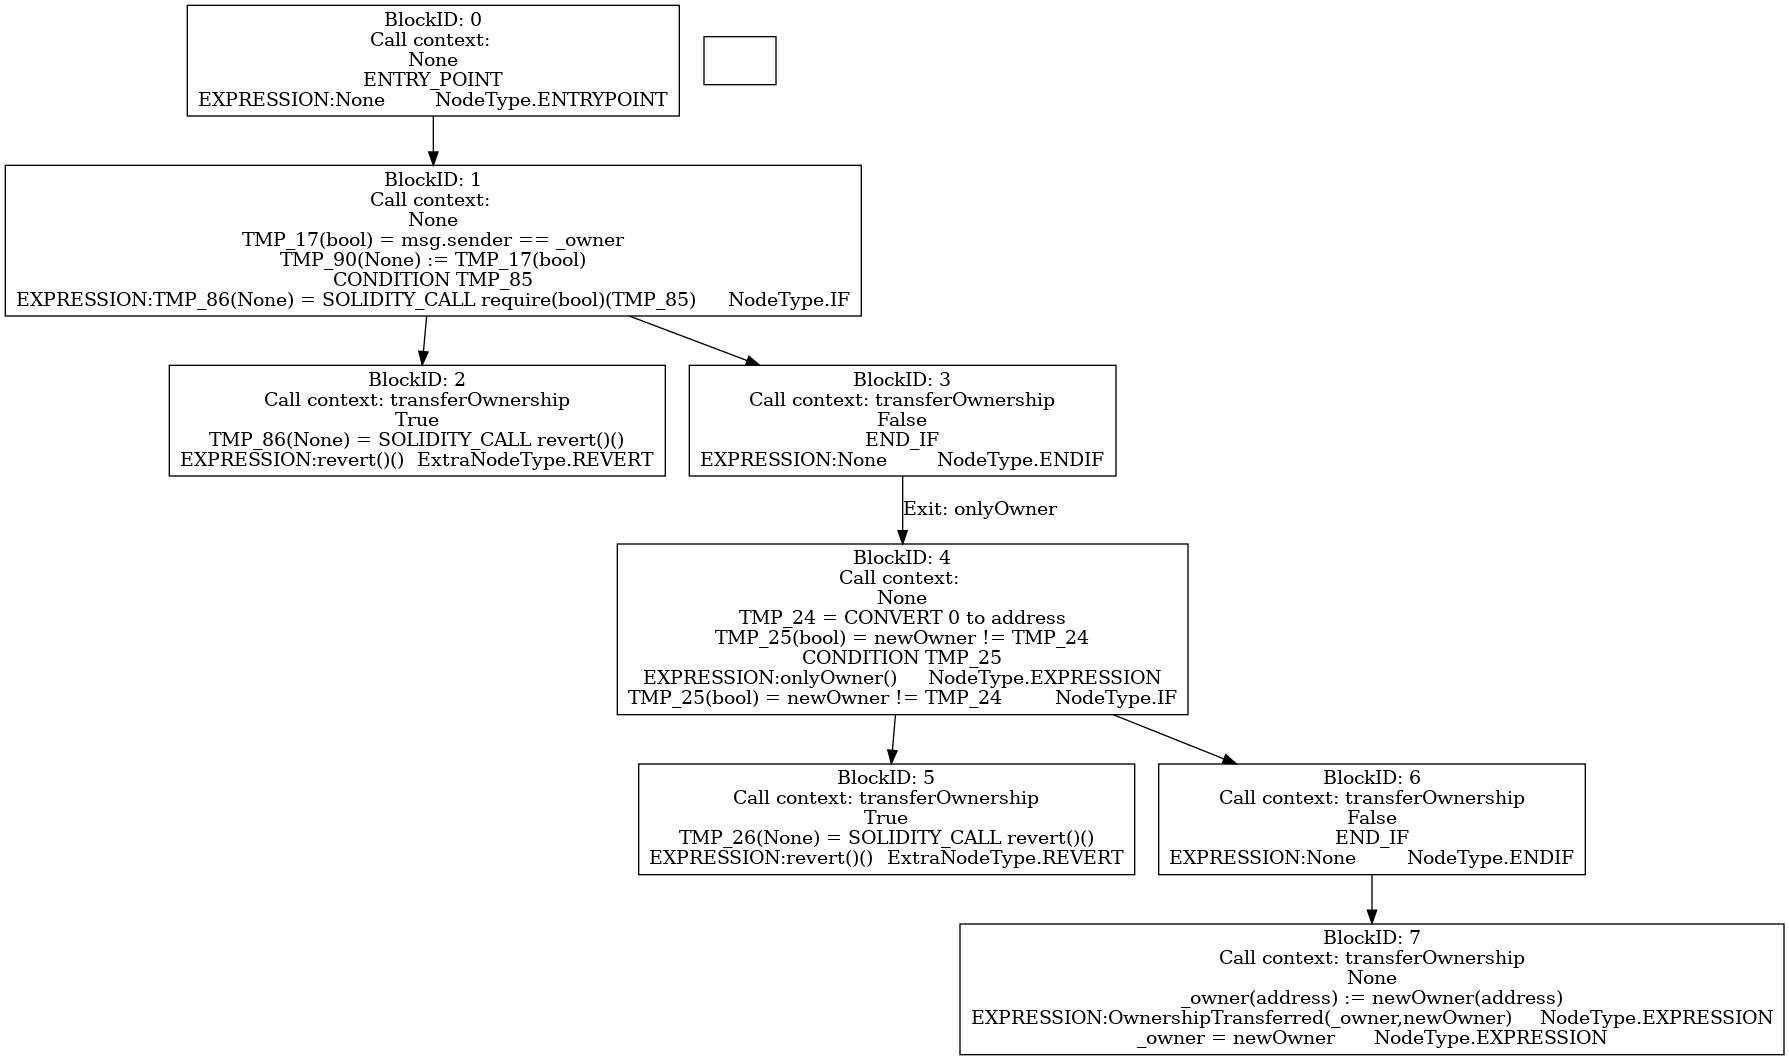 BlockID: 0
Call context:
None
ENTRY_POINT
EXPRESSION:None NodeType.ENTRYPOINT
BlockID: 1
Call context:
None
TMP_17(bool) = msg.sender == _owner
TMP_90(None) := TMP_17(bool)
CONDITION TMP_85
EXPRESSION:TMP_86(None) = SOLIDITY_CALL require(bool)(TMP_85) NodeType.IF
BlockID: 2
Call context: transferOwnership
True
TMP_86(None) = SOLIDITY_CALL revert()()
EXPRESSION:revert()() ExtraNodeType.REVERT
BlockID: 3
Call context: transferOwnership
False
END_IF
EXPRESSION:None NodeType.ENDIF
Exit: onlyOwner
BlockID: 4
Call context:
None
TMP_24 = CONVERT 0 to address
TMP_25(bool) = newOwner != TMP_24
CONDITION TMP_25
EXPRESSION:onlyOwner() NodeType.EXPRESSION
TMP_25(bool) = newOwner != TMP_24 NodeType.IF
BlockID: 5
Call context: transferOwnership
True
TMP_26(None) = SOLIDITY_CALL revert()()
EXPRESSION:revert()() ExtraNodeType.REVERT
BlockID: 6
Call context: transferOwnership
False
END_IF
EXPRESSION:None NodeType.ENDIF
BlockID: 7
Call context: transferOwnership
None
_owner(address) := newOwner(address)
EXPRESSION:OwnershipTransferred(_owner,newOwner) NodeType.EXPRESSION
_owner = newOwner NodeType.EXPRESSION